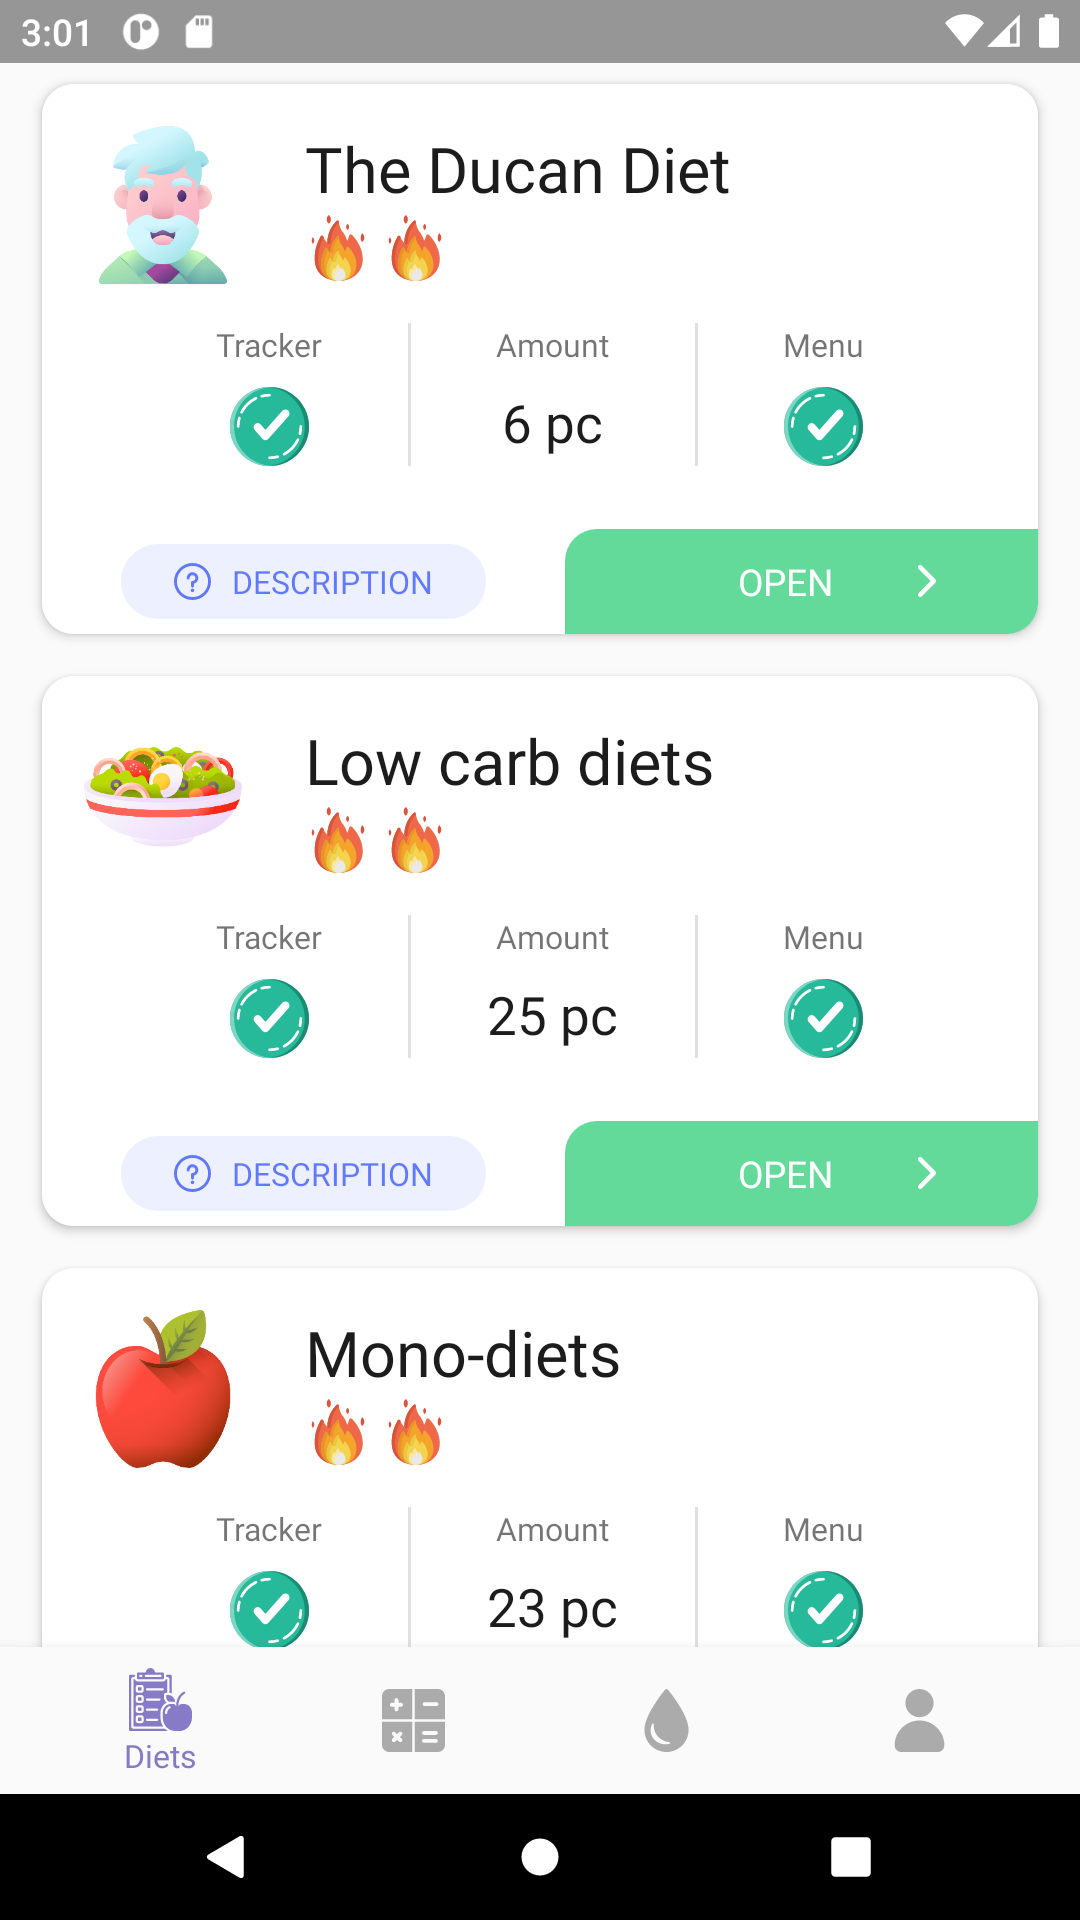 3:01
The Ducan Diet
Tracker Amount Menu
6 pc
DESCRIPTION OPEN
Low carb diets
Tracker Amount Menu
25 pc
DESCRIPTION OPEN
Mono-diets
Tracker Amount Menu
23 pc
Diets